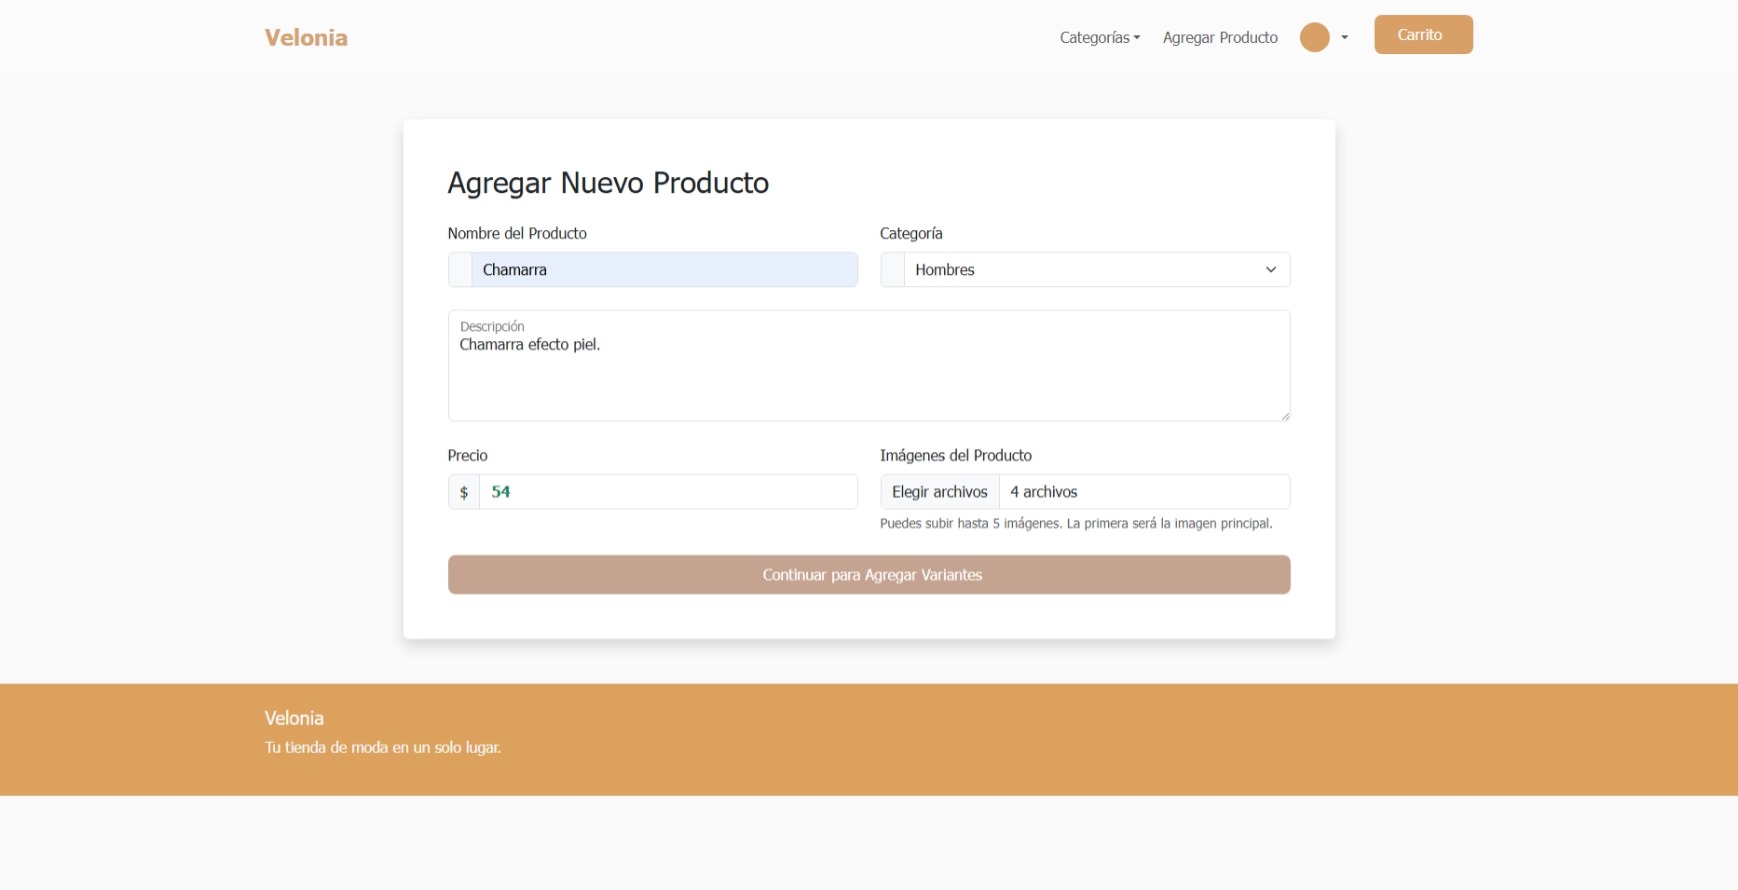 Velonia
Categorías
Agregar Producto
Carrito
Agregar Nuevo Producto
Nombre del Producto
Categoría
Chamarra
Hombres
Descripción
Chamarra efecto piel.
Precio
Imágenes del Producto
$ 54
Elegir archivos 4 archivos
Puedes subir hasta 5 imágenes. La primera será la imagen principal.
Continuar para Agregar Variantes
Velonia
Tu tienda de moda en un solo lugar.